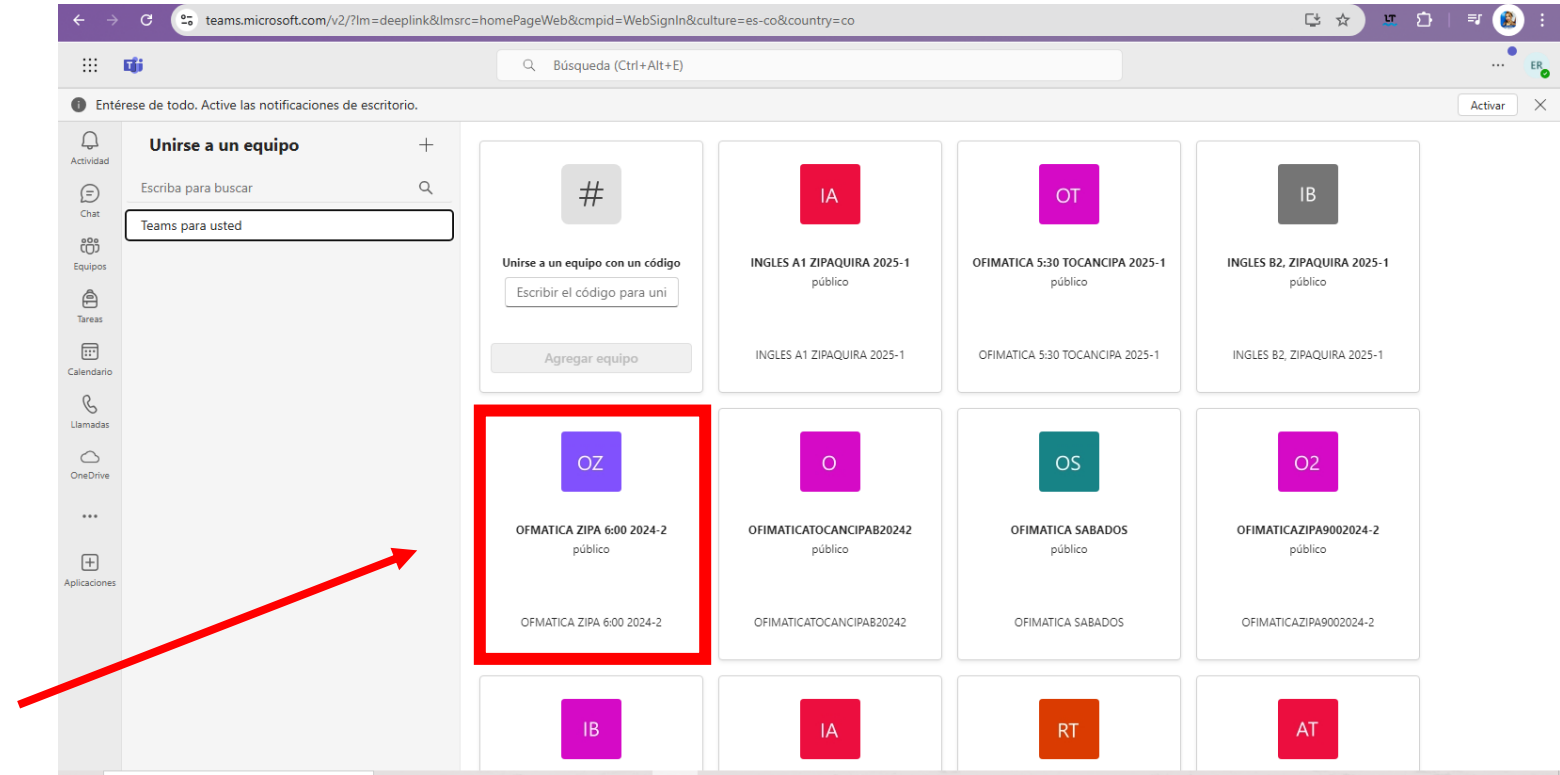 teams.microsoft.com/v2/?lm=deeplink&lmsrc=homePageWeb&cmpid=WebSignIn&culture=es-co&country=co
LT
Búsqueda (Ctrl+Alt+E)
ER
Entérese de todo. Active las notificaciones de escritorio.
Activar
Actividad
Chat
Equipos
Tareas
Calendario
Llamadas
OneDrive
Aplicaciones
Unirse a un equipo
Escriba para buscar
Teams para usted
#
Unirse a un equipo con un código
Escribir el código para uni
Agregar equipo
IA
INGLES A1 ZIPAQUIRA 2025-1
público
INGLES A1 ZIPAQUIRA 2025-1
OT
OFIMATICA 5:30 TOCANCIPA 2025-1
público
OFIMATICA 5:30 TOCANCIPA 2025-1
IB
INGLES B2, ZIPAQUIRA 2025-1
público
INGLES B2, ZIPAQUIRA 2025-1
OZ
OFMATICA ZIPA 6:00 2024-2
público
OFMATICA ZIPA 6:00 2024-2
O
OFIMATICATOCANCIPAB20242
público
OFIMATICATOCANCIPAB20242
OS
OFIMATICA SABADOS
público
OFIMATICA SABADOS
O2
OFIMATICAZIPA9002024-2
público
OFIMATICAZIPA9002024-2
IB
IA
RT
AT